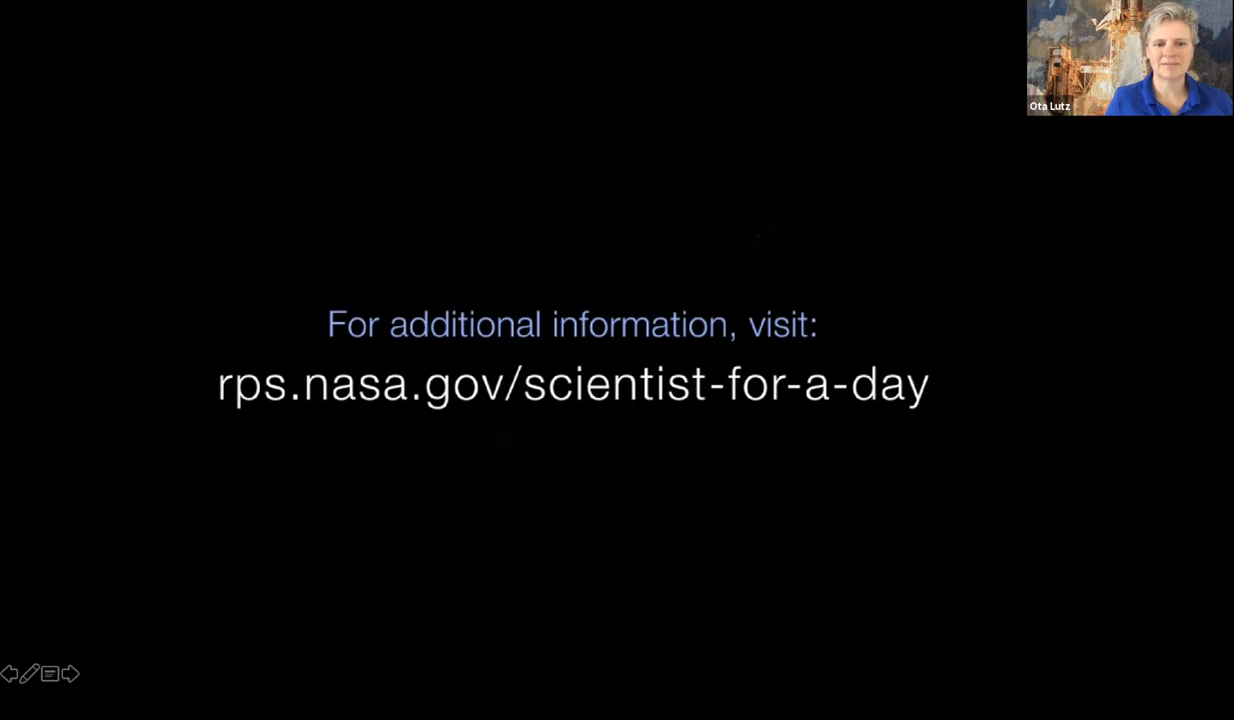 Ota Lutz
For additional information, visit:
rps.nasa.gov/scientist-for-a-day